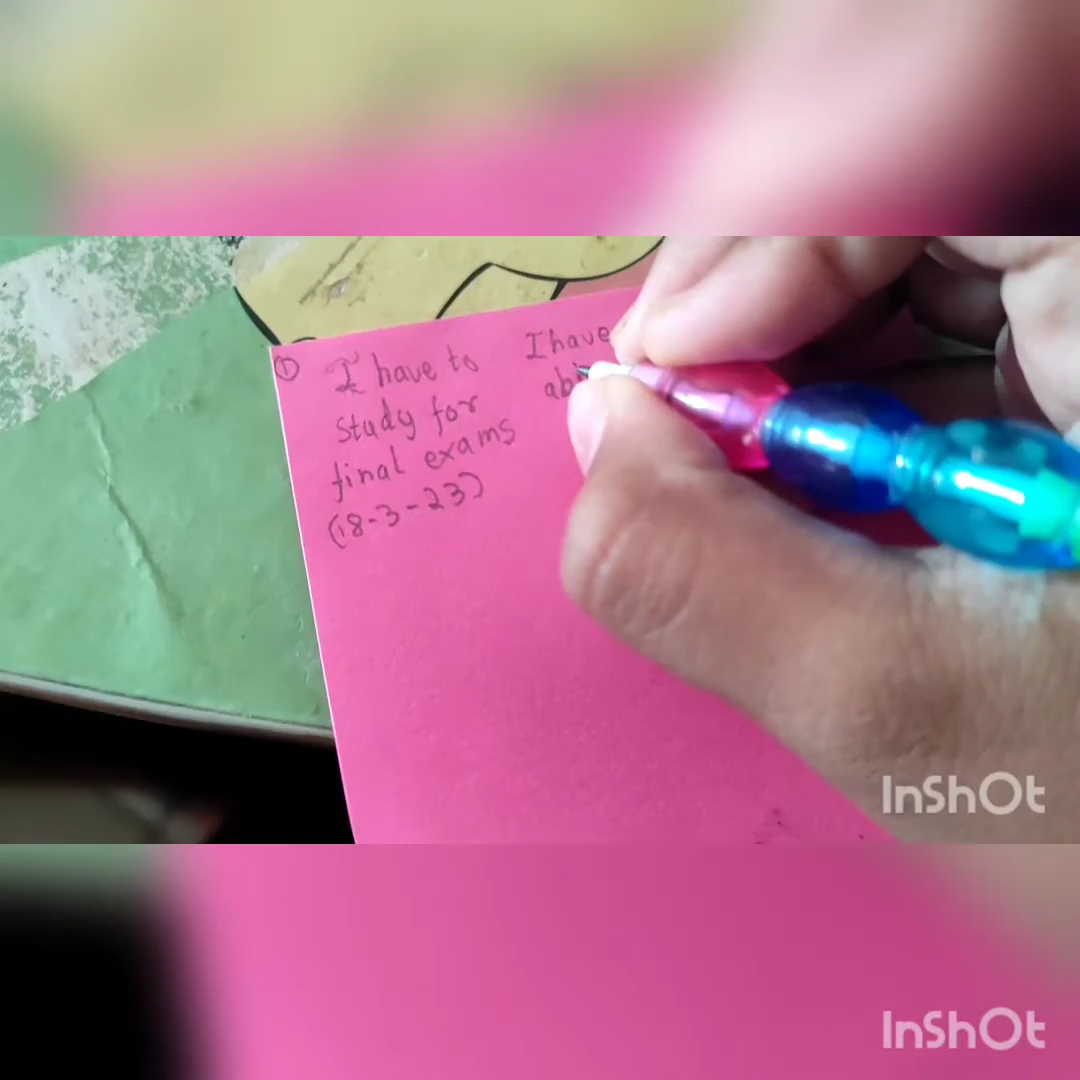 ① I have to
study for
final exams
(18-3-23)
I have
InShOt
InShOt